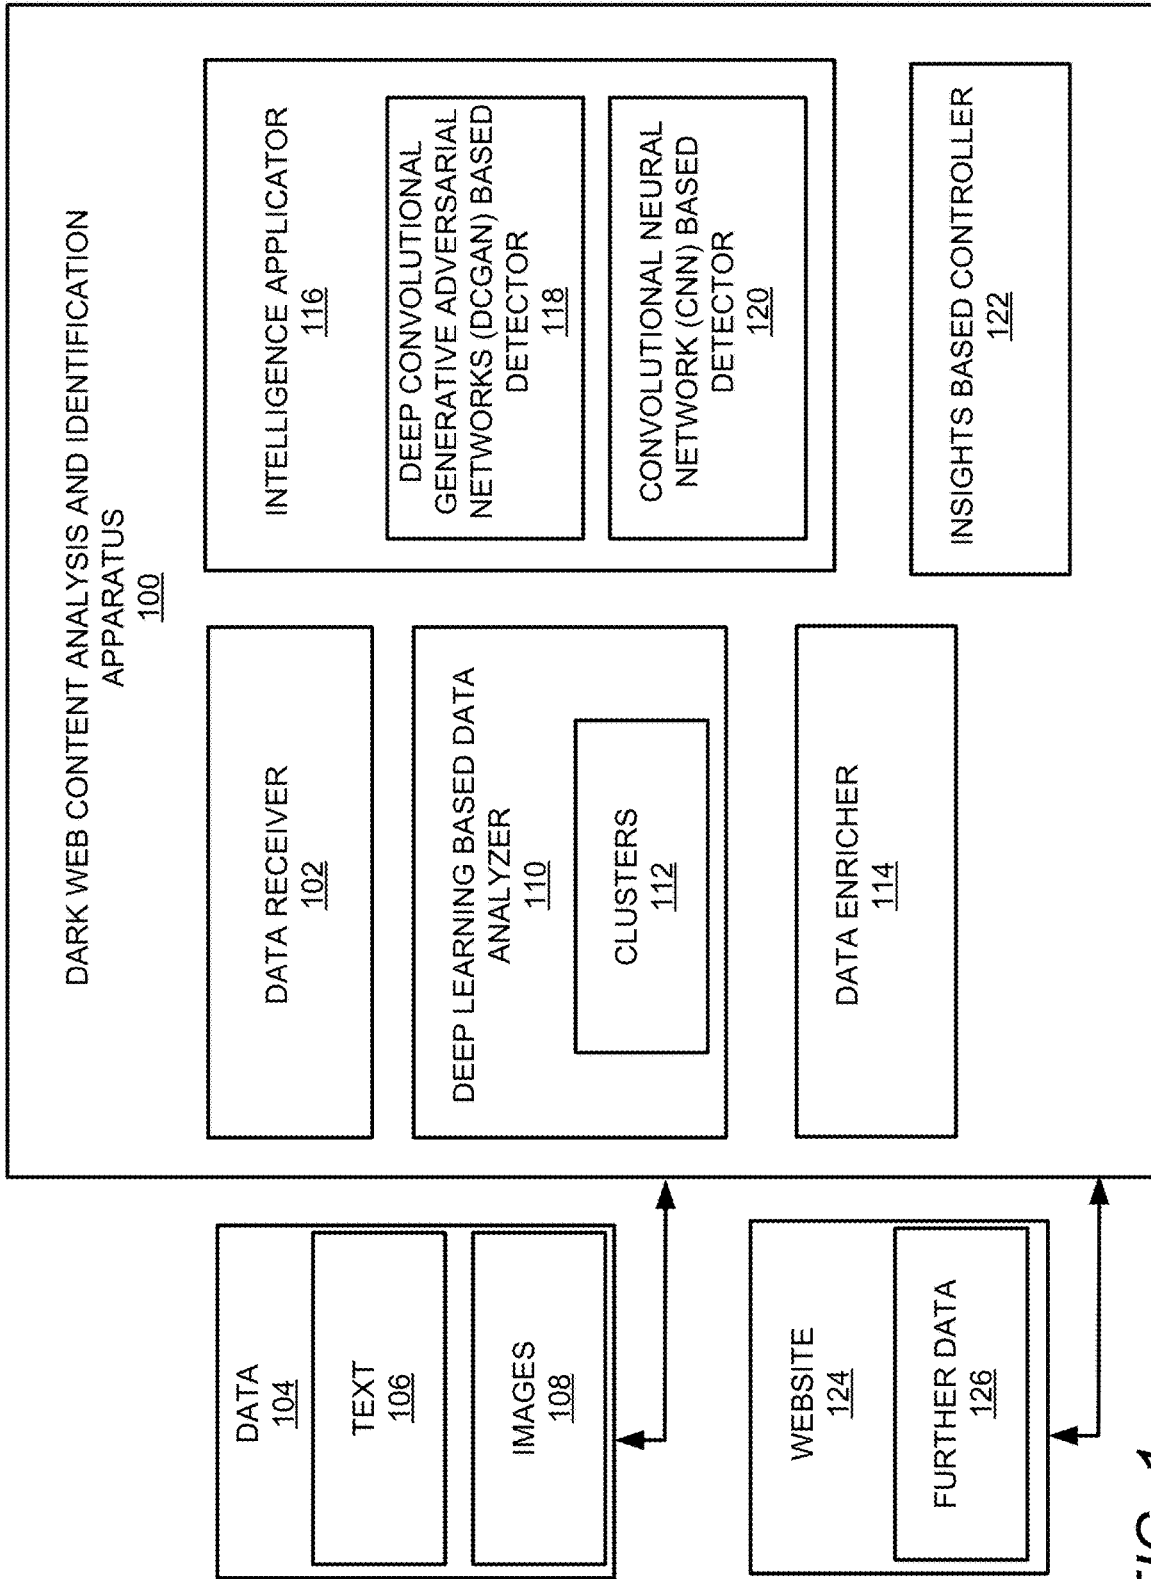 DARK WEB CONTENT ANALYSIS AND IDENTIFICATION
APPARATUS
100
DATA
104
TEXT
106
IMAGES
108
DATA RECEIVER
102
INTELLIGENCE APPLICATOR
116
DEEP CONVOLUTIONAL
GENERATIVE ADVERSARIAL
NETWORKS (DCGAN) BASED
DETECTOR
118
CONVOLUTIONAL NEURAL
NETWORK (CNN) BASED
DETECTOR
120
DEEP LEARNING BASED DATA
ANALYZER
110
CLUSTERS
112
WEBSITE
124
FURTHER DATA
126
DATA ENRICHER
114
INSIGHTS BASED CONTROLLER
122
FIG. 1